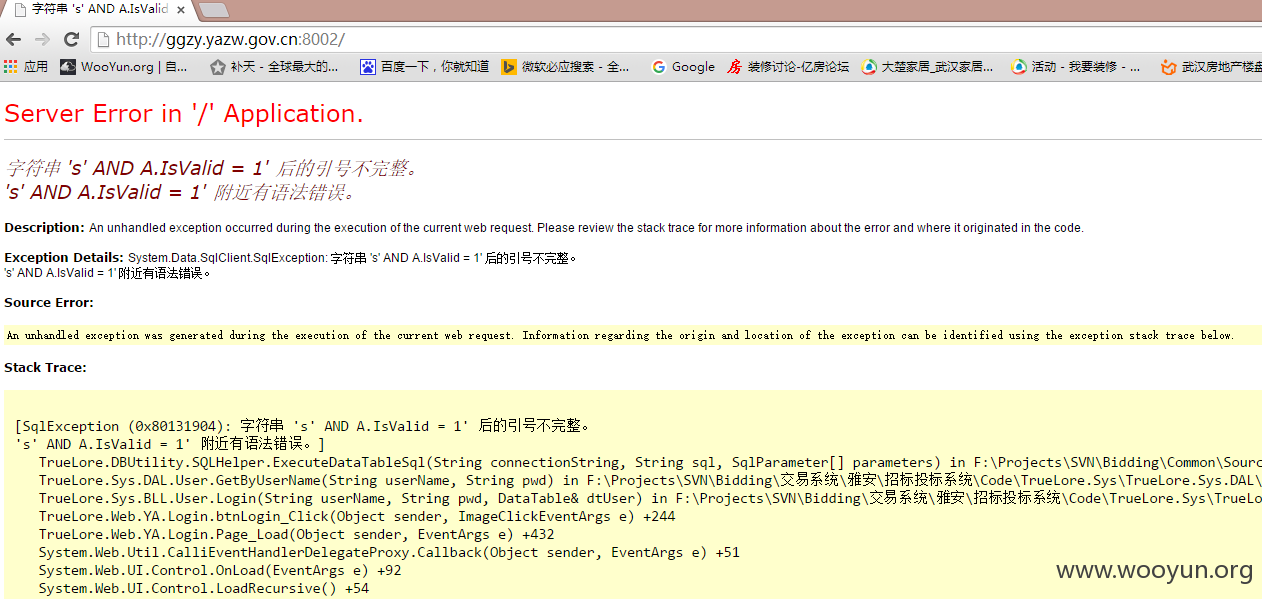 字符串 's' AND A.IsValid
http://ggzy.yazw.gov.cn:8002/
应用 WooYun.org | 自... 补天 - 全球最大的... 百度一下，你就知道 微软必应搜索 - 全... Google 装修讨论-亿房论坛 大楚家居_武汉家居... 活动 - 我要装修 - ... 武汉房地产楼盘
Server Error in '/' Application.
字符串 's' AND A.IsValid = 1' 后的引号不完整。
's' AND A.IsValid = 1' 附近有语法错误。
Description: An unhandled exception occurred during the execution of the current web request. Please review the stack trace for more information about the error and where it originated in the code.
Exception Details: System.Data.SqlClient.SqlException: 字符串 's' AND A.IsValid = 1' 后的引号不完整。
's' AND A.IsValid = 1' 附近有语法错误。
Source Error:
An unhandled exception was generated during the execution of the current web request. Information regarding the origin and location of the exception can be identified using the exception stack trace below.
Stack Trace:
[SqlException (0x80131904): 字符串 's' AND A.IsValid = 1' 后的引号不完整。
's' AND A.IsValid = 1' 附近有语法错误。]
TrueLore.DBUtility.SQLHelper.ExecuteDataTableSql(String connectionString, String sql, SqlParameter[] parameters) in F:\Projects\SVN\Bidding\Common\Sourc
TrueLore.Sys.DAL.User.GetByUserName(String userName, String pwd) in F:\Projects\SVN\Bidding\交易系统\雅安\招标投标系统\Code\TrueLore.Sys\TrueLore.Sys.DAL\
TrueLore.Sys.BLL.User.Login(String userName, String pwd, DataTable& dtUser) in F:\Projects\SVN\Bidding\交易系统\雅安\招标投标系统\Code\TrueLore.Sys\TrueLo
TrueLore.Web.YA.Login.btnLogin_Click(Object sender, ImageClickEventArgs e) +244
TrueLore.Web.YA.Login.Page_Load(Object sender, EventArgs e) +432
System.Web.Util.CalliEventHandlerDelegateProxy.Callback(Object sender, EventArgs e) +51
System.Web.UI.Control.OnLoad(EventArgs e) +92
System.Web.UI.Control.LoadRecursive() +54
www.wooyun.org